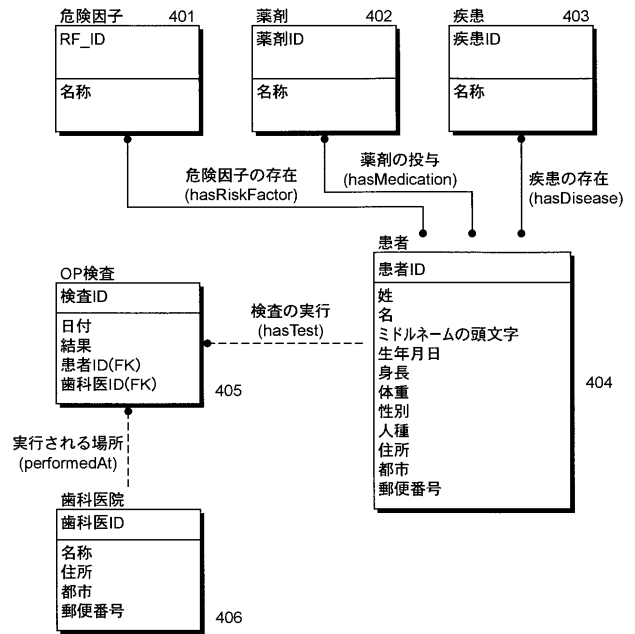 危険因子 401
RF_ID
名称
薬剤 402
薬剤ID
名称
疾患 403
疾患ID
名称
危険因子の存在
(hasRiskFactor)
薬剤の投与
(hasMedication)
疾患の存在
(hasDisease)
患者
患者ID
姓
名
ミドルネームの頭文字
生年月日
身長
体重
性別
人種
住所
都市
郵便番号
404
OP検査
検査ID
日付
結果
患者ID(FK)
歯科医ID(FK)
405
検査の実行
(hasTest)
実行される場所
(performedAt)
歯科医院
歯科医ID
名称
住所
都市
郵便番号
406